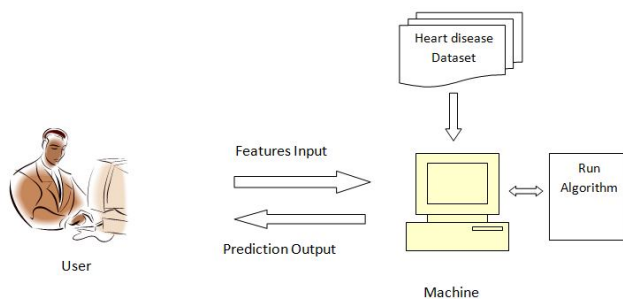 Heart disease
Dataset
Features Input
Run
Algorithm
Prediction Output
User
Machine